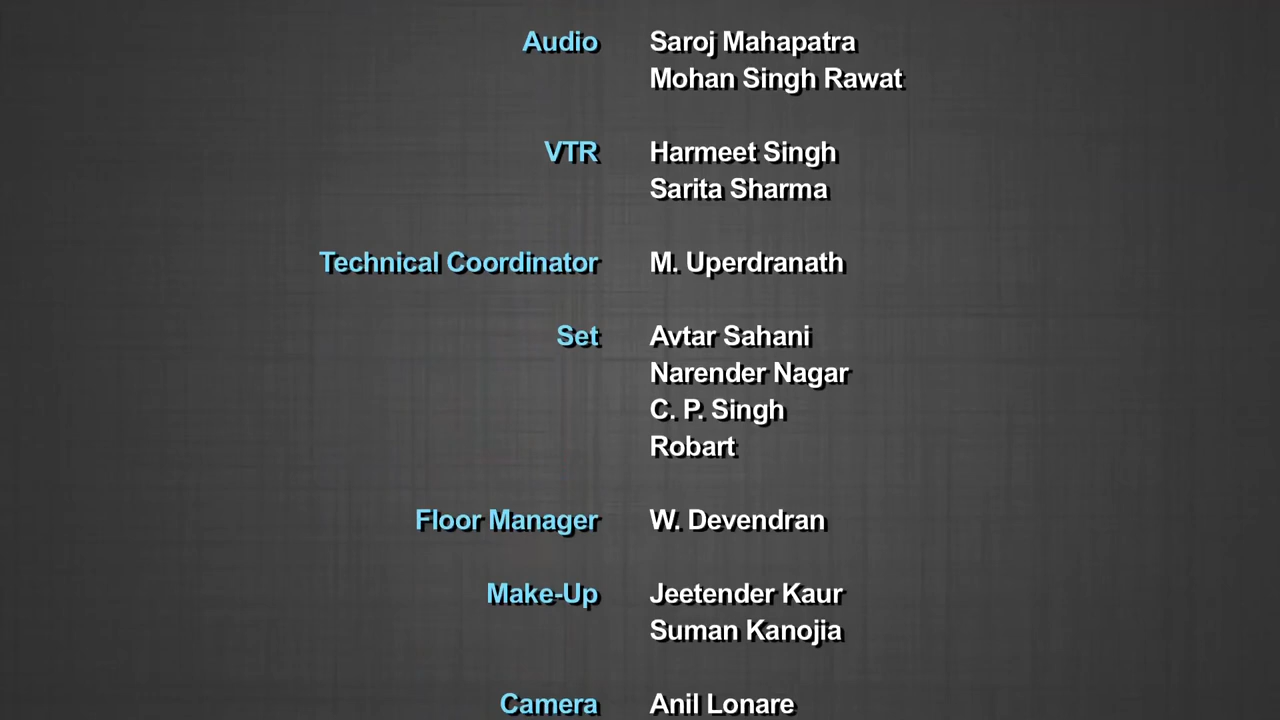 Audio Saroj Mahapatra
Mohan Singh Rawat
VTR Harmeet Singh
Sarita Sharma
Technical Coordinator M. Uperdranath
Set Avtar Sahani
Narender Nagar
C. P. Singh
Robart
Floor Manager W. Devendran
Make-Up Jeetender Kaur
Suman Kanojia
Camera Anil Lonare